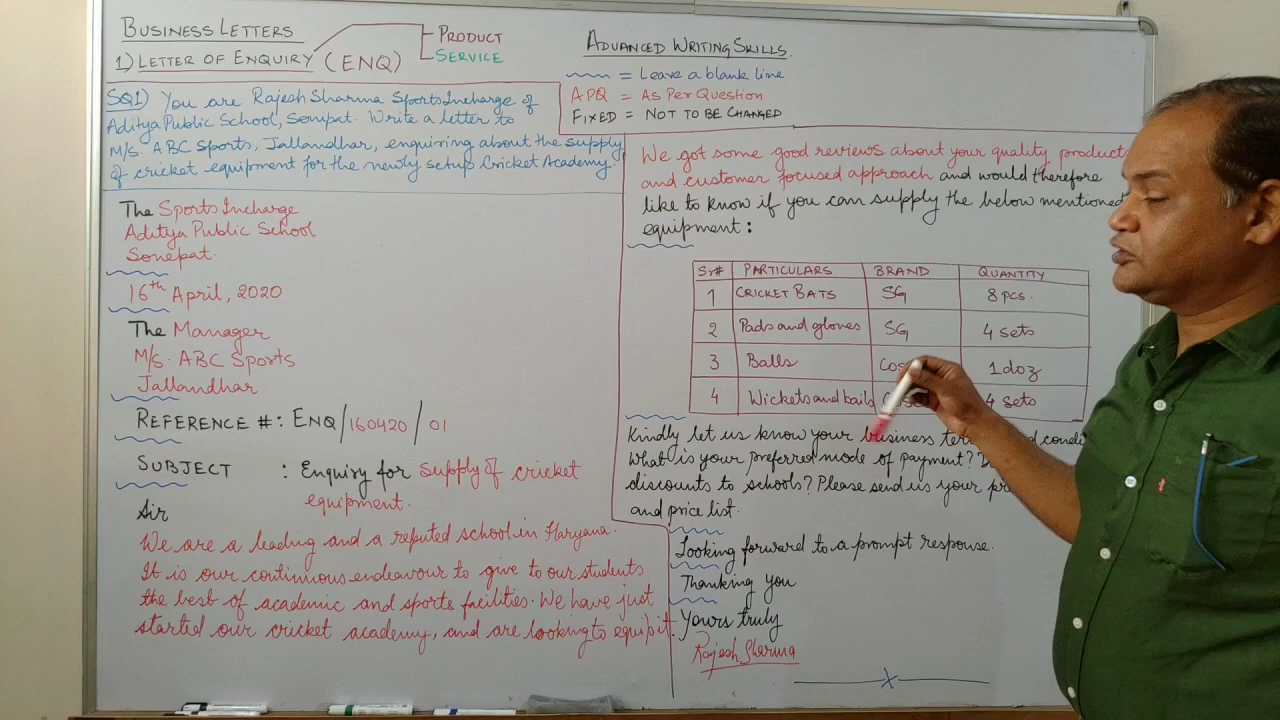 BUSINESS LETTERS
1) LETTER OF ENQUIRY (ENQ)
PRODUCT
SERVICE
ADVANCED WRITING SKILLS.
= Leave a blank line
APQ = As Per Question
FIXED = NOT TO BE CHANGED
SQ1) You are Rajesh Sharma Sports Incharge of
Aditya Public School, Sonipat. Write a letter to
M/s. ABC Sports, Jallandhar, enquiring about the supply
of cricket equipment for the newly setup Cricket Academy.
The Sports Incharge
Aditya Public School
Sonepat.
16th April, 2020
The Manager
M/s. ABC Sports
Jallandhar
REFERENCE #: ENQ/160420/01
SUBJECT : Enquiry for supply of cricket
equipment.
Sir
We are a leading and a reputed school in Haryana.
It is our continuous endeavour to give to our students
the best of academic and sports facilities. We have just
started our cricket academy, and are looking to equip it
We got some good reviews about your quality product
and customer focused approach and would therefore
like to know if you can supply the below mentioned
equipment:
Sr# PARTICULARS BRAND QUANTITY
1 CRICKET BATS SG 8 pcs.
2 Pads and gloves SG 4 sets
3 Balls 1 doz
4 Wickets and bails 4 sets
Kindly let us know your business
What is your preferred mode of payment?
discounts to schools? Please send us your
and price list.
Looking forward to a prompt response.
Thanking you
Yours truly
Rajesh Sharma